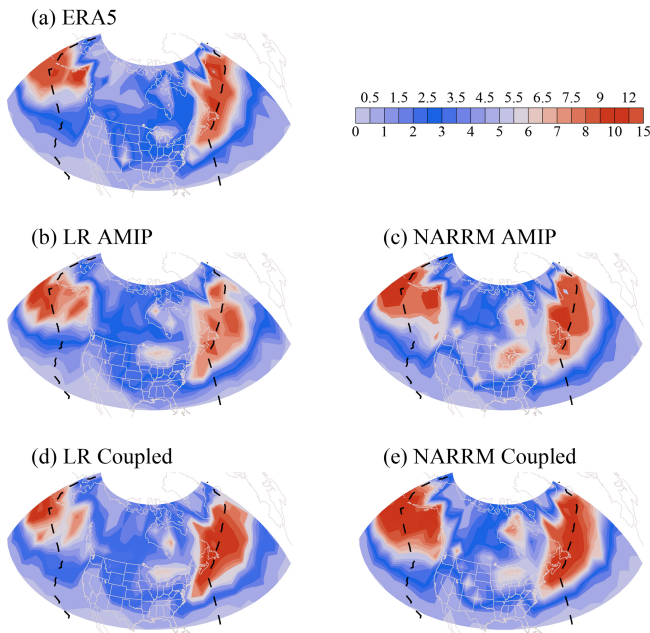 (a) ERA5
0.5 1.5 2.5 3.5 4.5 5.5 6.5 7.5 9 12
0 1 2 3 4 5 6 7 8 10 15
(b) LR AMIP
(c) NARRM AMIP
(d) LR Coupled
(e) NARRM Coupled